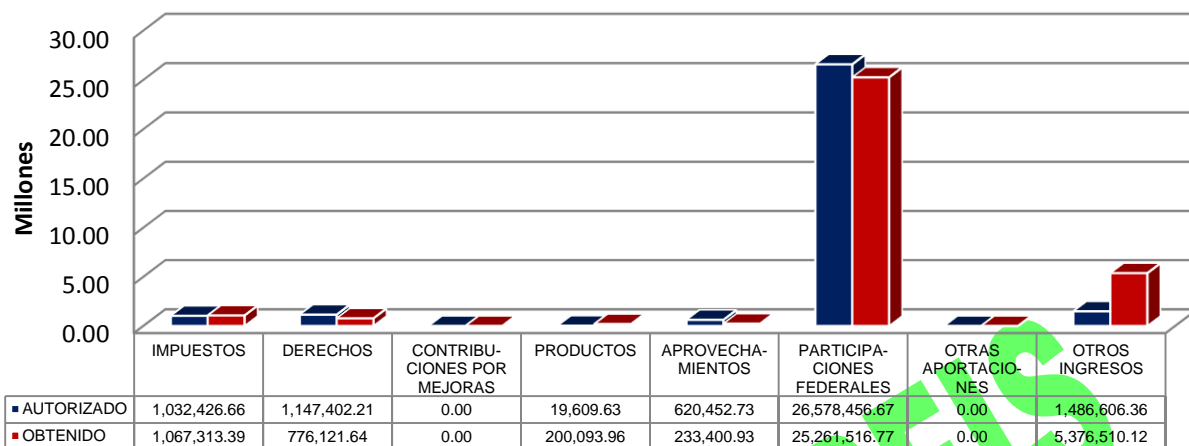 30.00
25.00
20.00
15.00
10.00
5.00
0.00
Millones
IMPUESTOS DERECHOS CONTRIBU-CIONES POR MEJORAS PRODUCTOS APROVECHA-MIENTOS PARTICIPA-CIONES FEDERALES OTRAS APORTACIO-NES OTROS INGRESOS
AUTORIZADO 1,032,426.66 1,147,402.21 0.00 19,609.63 620,452.73 26,578,456.67 0.00 1,486,606.36
OBTENIDO 1,067,313.39 776,121.64 0.00 200,093.96 233,400.93 25,261,516.77 0.00 5,376,510.12